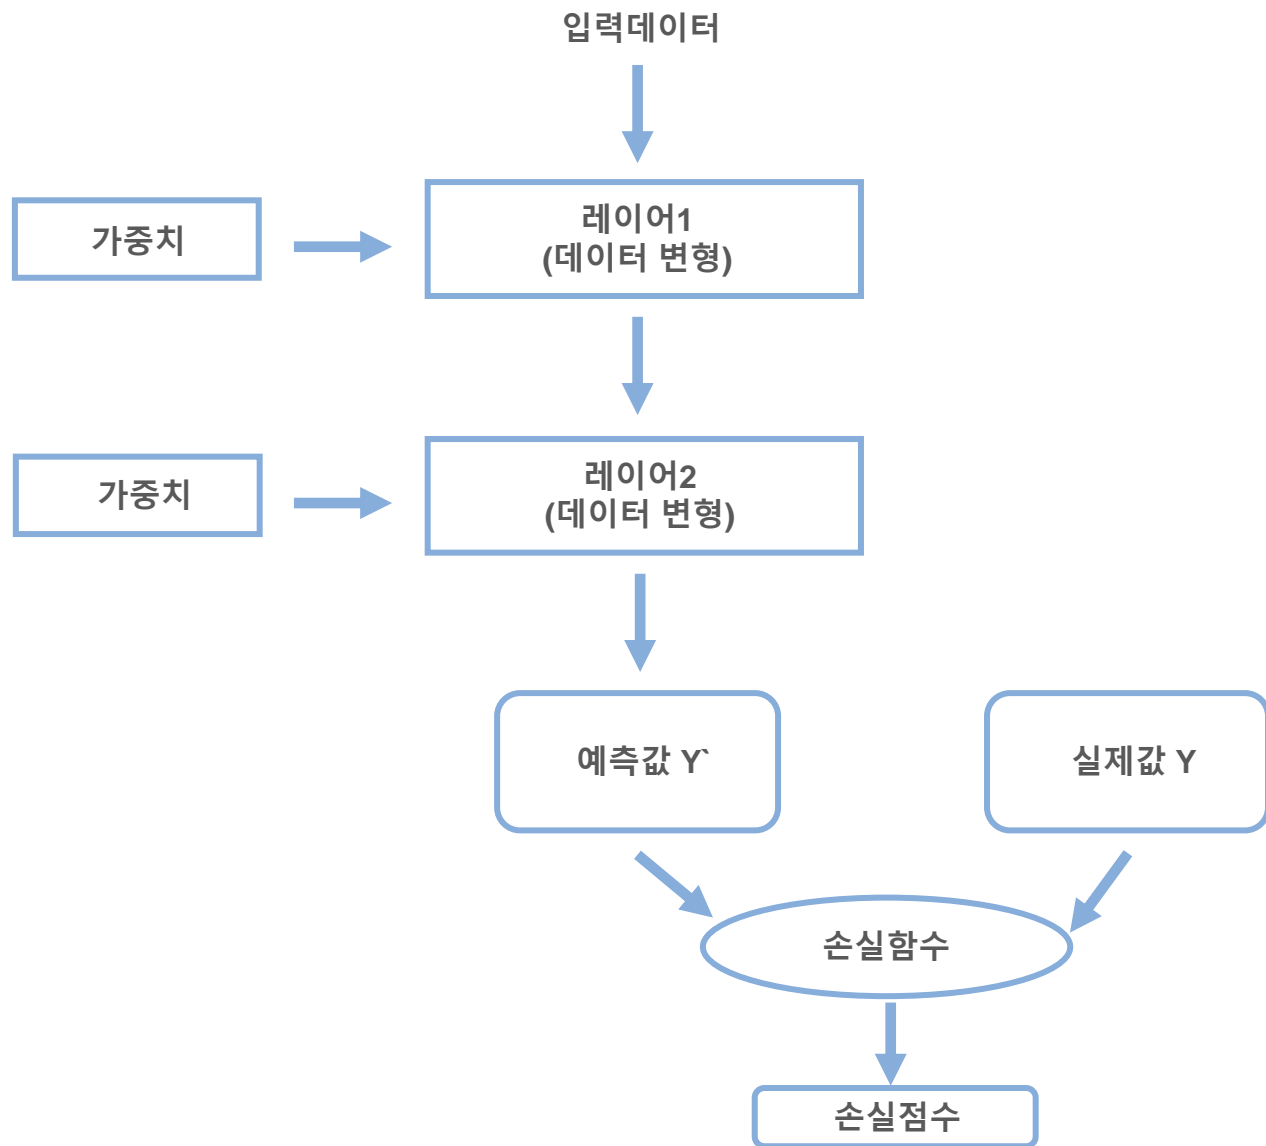 입력데이터
가중치
레이어1
(데이터 변형)
가중치
레이어2
(데이터 변형)
예측값 Y`
실제값 Y
손실함수
손실점수